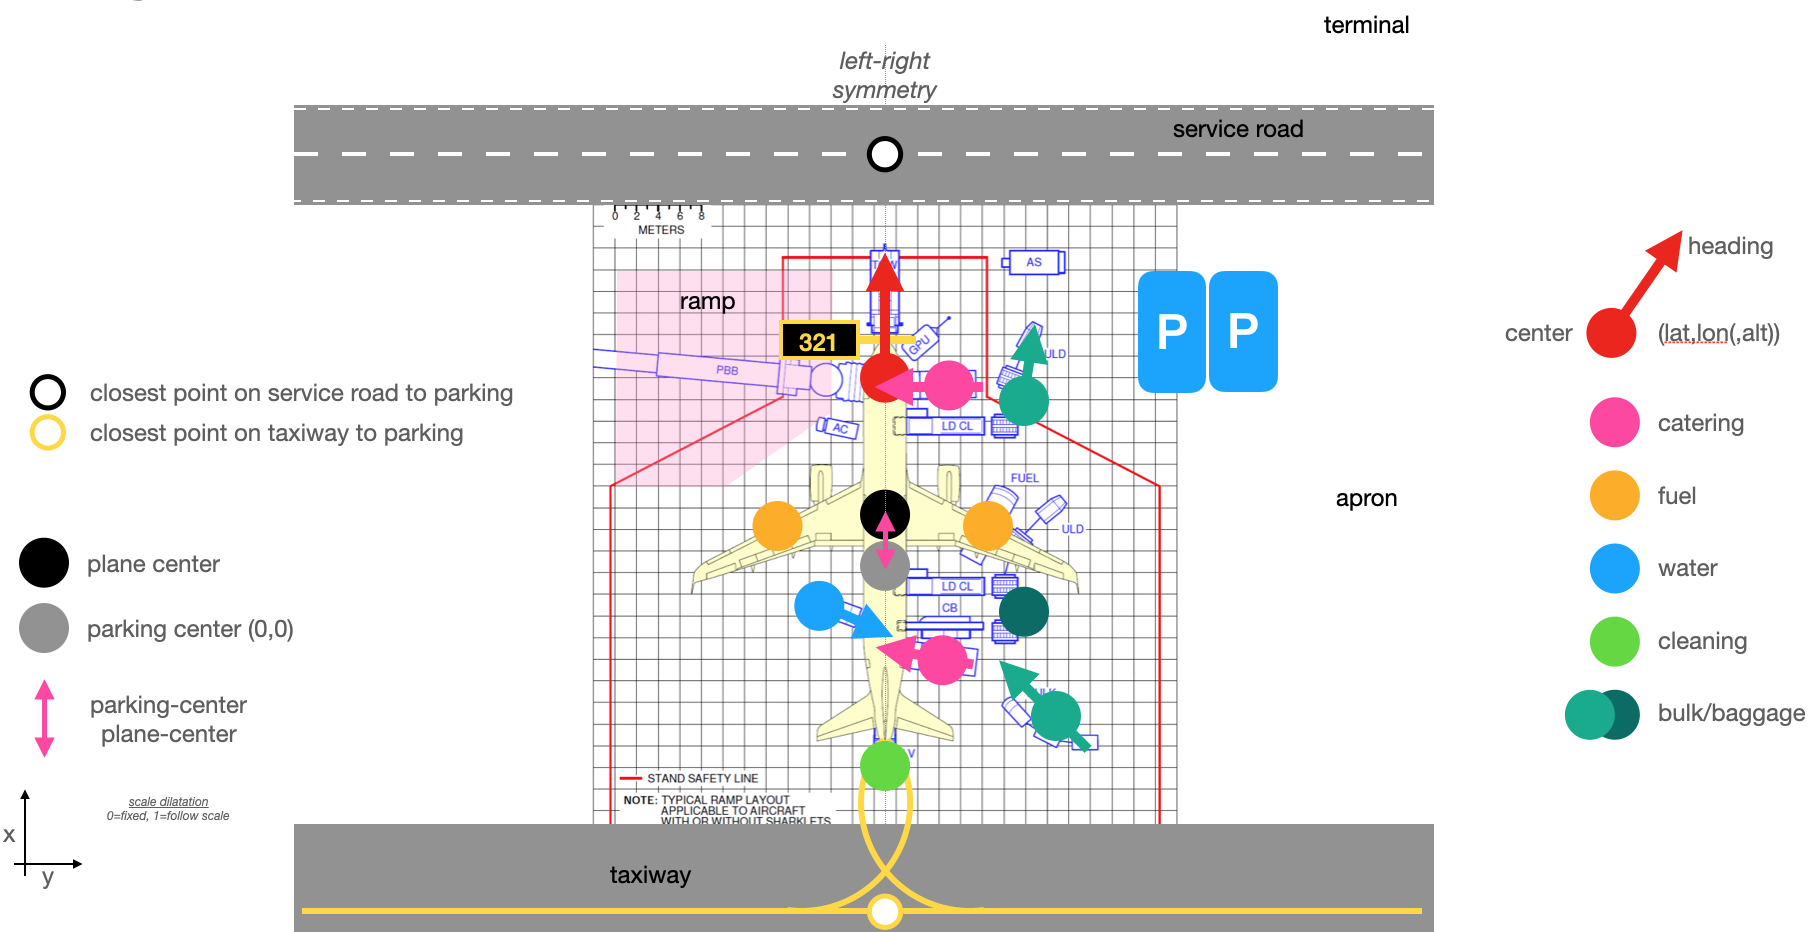 terminal
left-right
symmetry
service road
0 2 4 6 8
METERS
AS
ramp
321
GPU
ULD
PBB
P P
AC
LD CL
FUEL
ULD
LD CL
CB
V
STAND SAFETY LINE
NOTE: TYPICAL RAMP LAYOUT
APPLICABLE TO AIRCRAFT
WITH OR WITHOUT SHARKLETS
taxiway
apron
closest point on service road to parking
closest point on taxiway to parking
plane center
parking center (0,0)
parking-center
plane-center
scale dilatation
0=fixed, 1=follow scale
x
y
heading
center
(lat,lon(,alt))
catering
fuel
water
cleaning
bulk/baggage